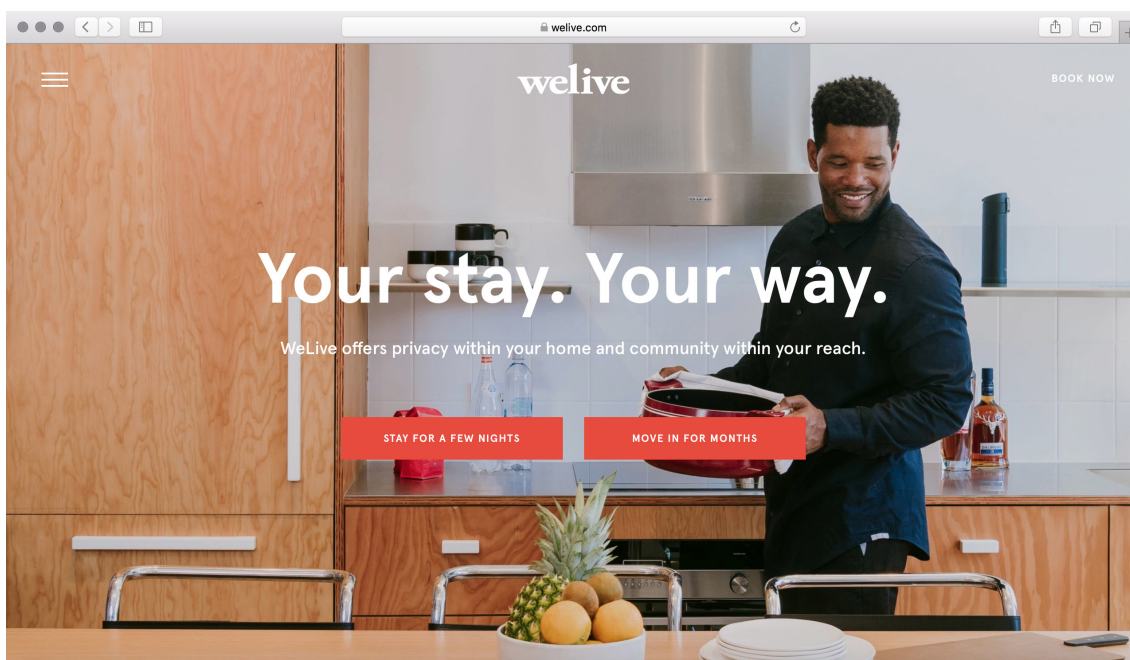 welive.com
welive
BOOK NOW
Your stay. Your way.
WeLive offers privacy within your home and community within your reach.
STAY FOR A FEW NIGHTS
MOVE IN FOR MONTHS